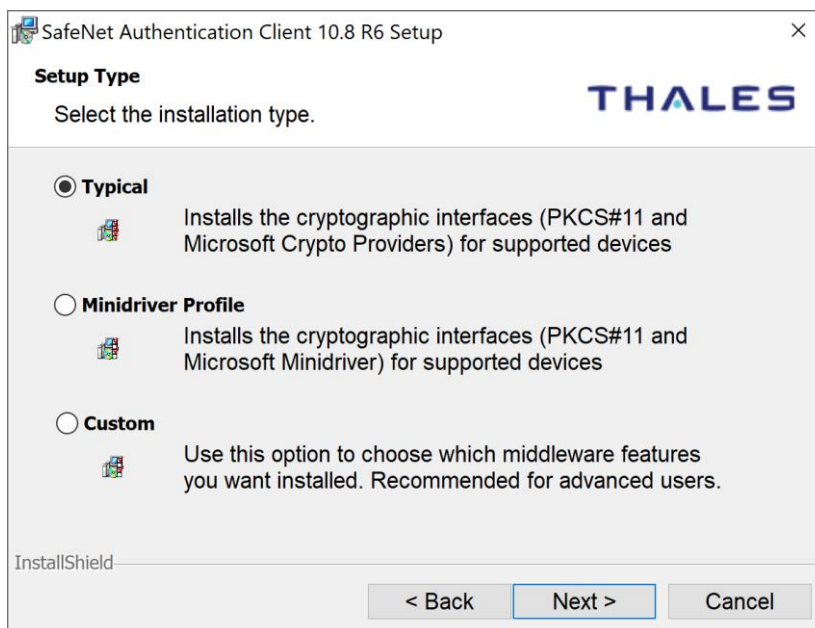 SafeNet Authentication Client 10.8 R6 Setup
Setup Type
Select the installation type.
THALES
Typical
Installs the cryptographic interfaces (PKCS#11 and
Microsoft Crypto Providers) for supported devices
Minidriver Profile
Installs the cryptographic interfaces (PKCS#11 and
Microsoft Minidriver) for supported devices
Custom
Use this option to choose which middleware features
you want installed. Recommended for advanced users.
InstallShield
< Back Next > Cancel